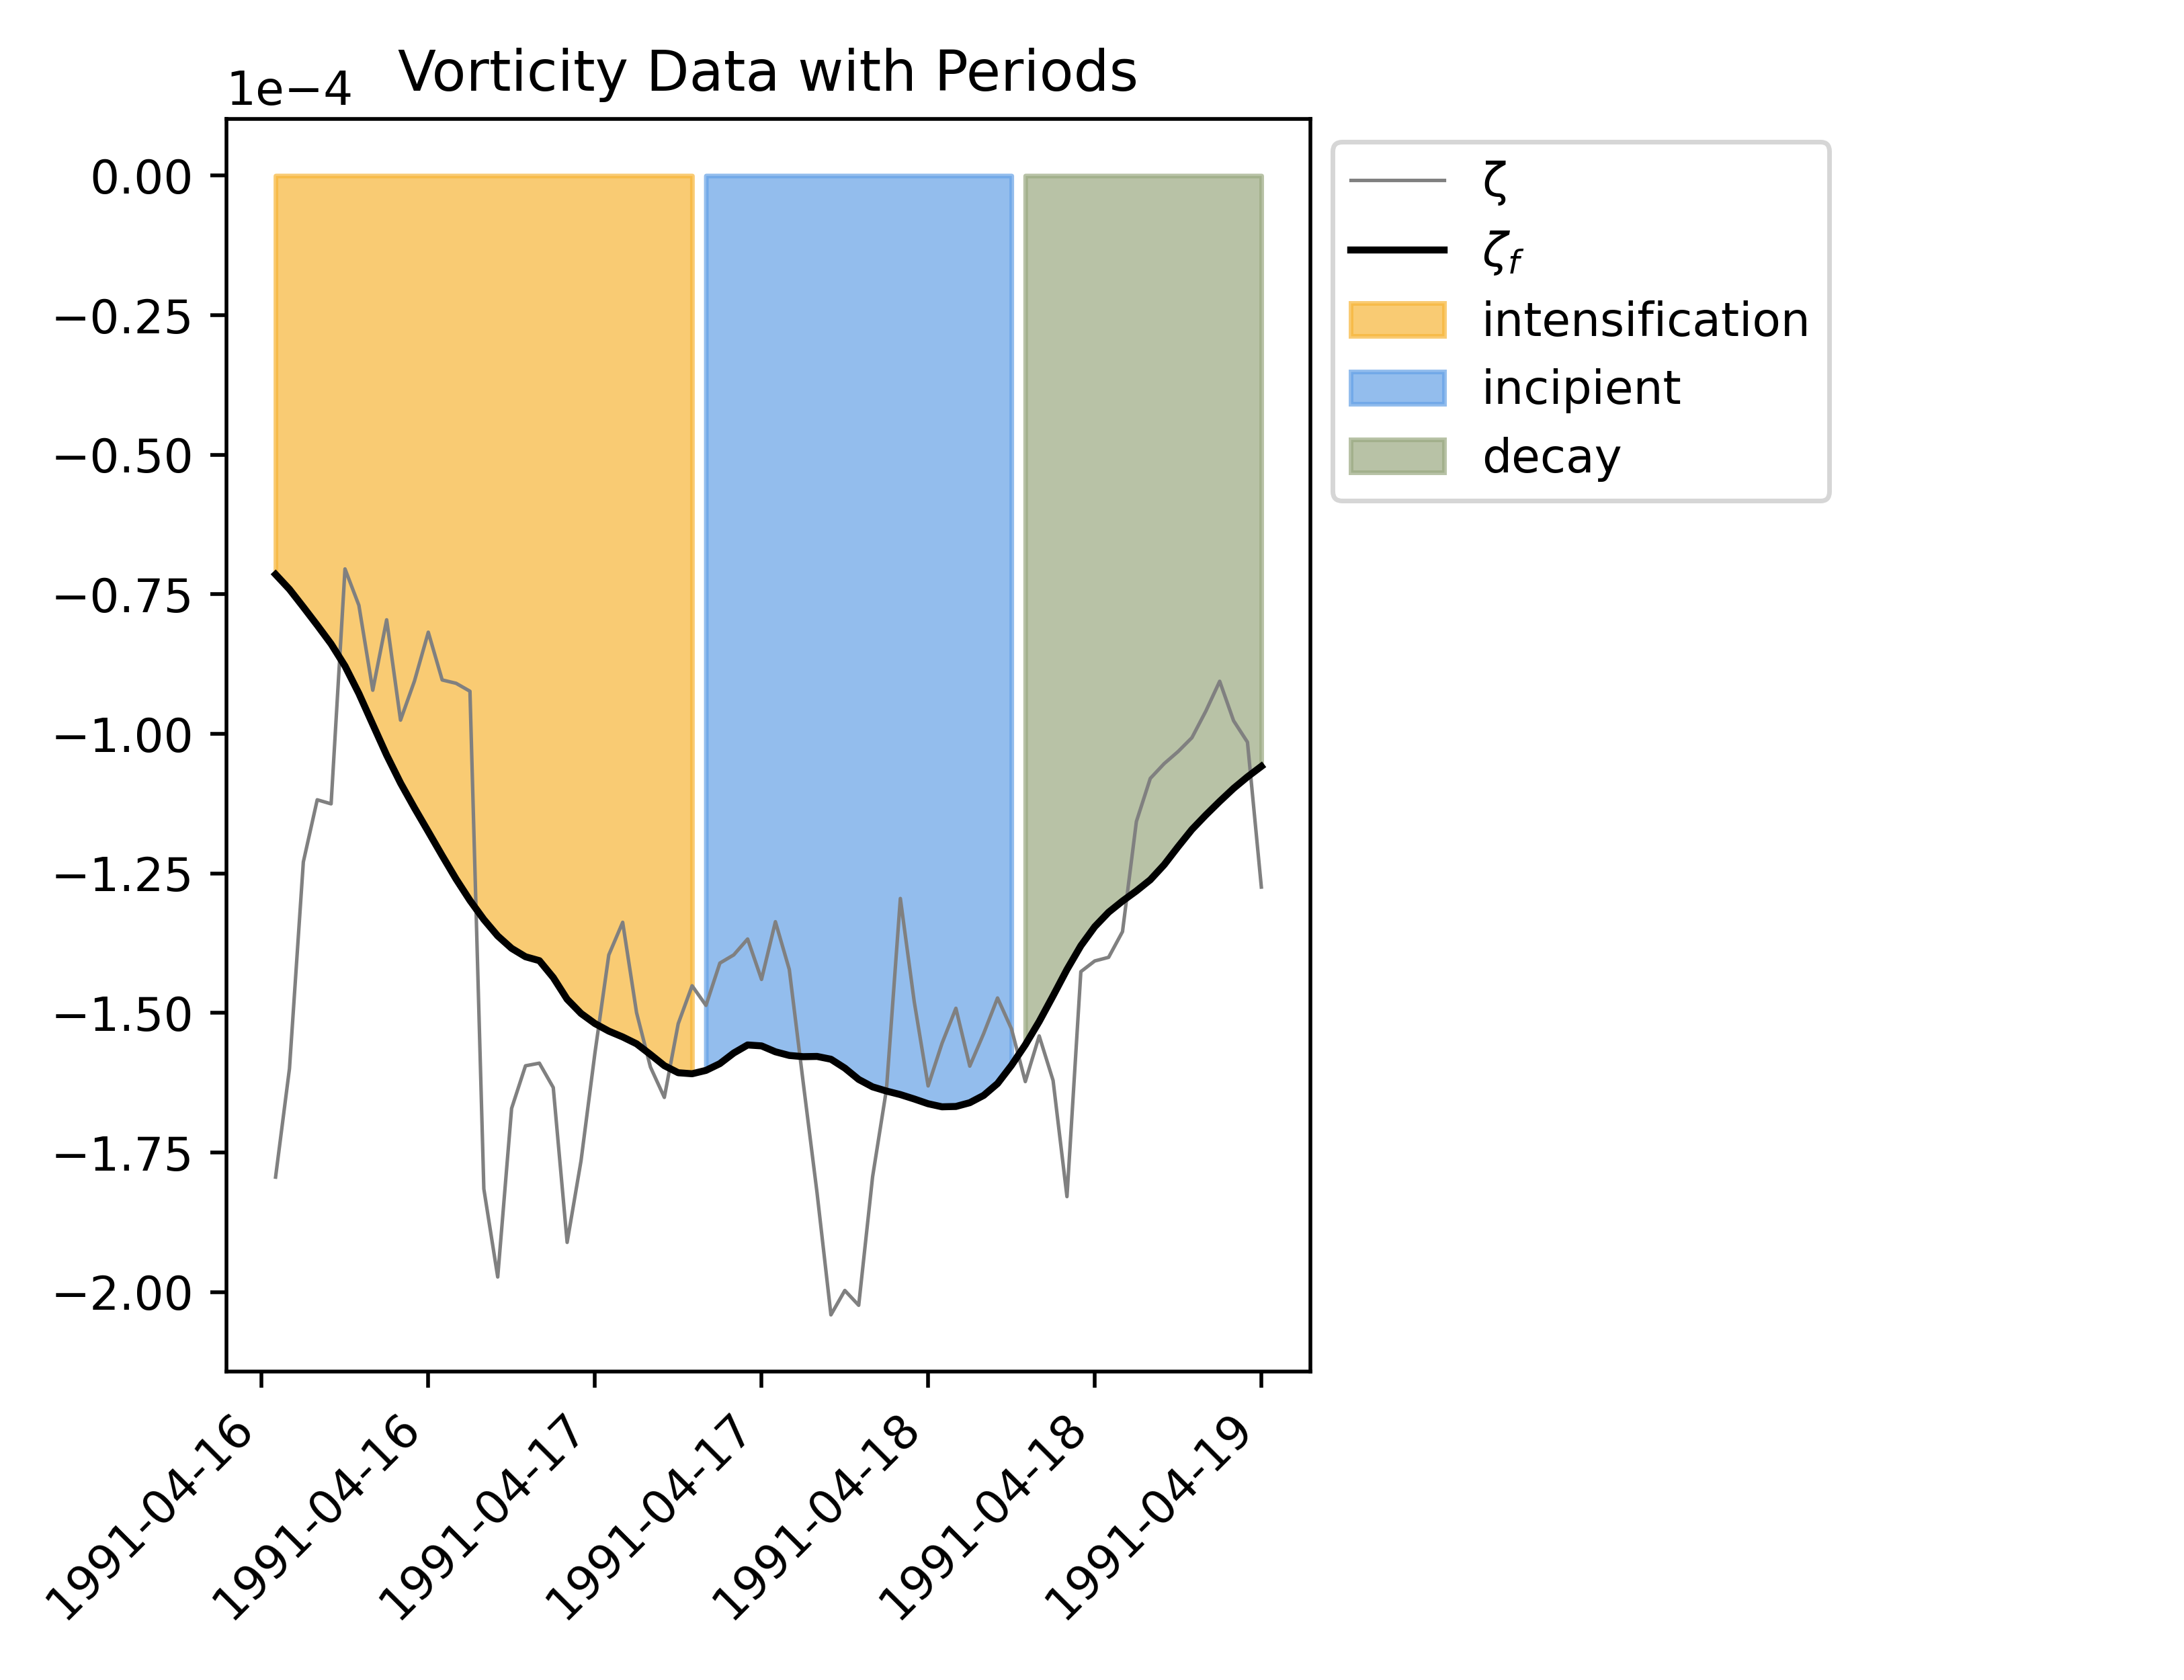 Vorticity Data with Periods
1e−4
0.00
−0.25
−0.50
−0.75
−1.00
−1.25
−1.50
−1.75
−2.00
1991-04-16
1991-04-16
1991-04-17
1991-04-17
1991-04-18
1991-04-18
1991-04-19
ζ
ζf
intensification
incipient
decay